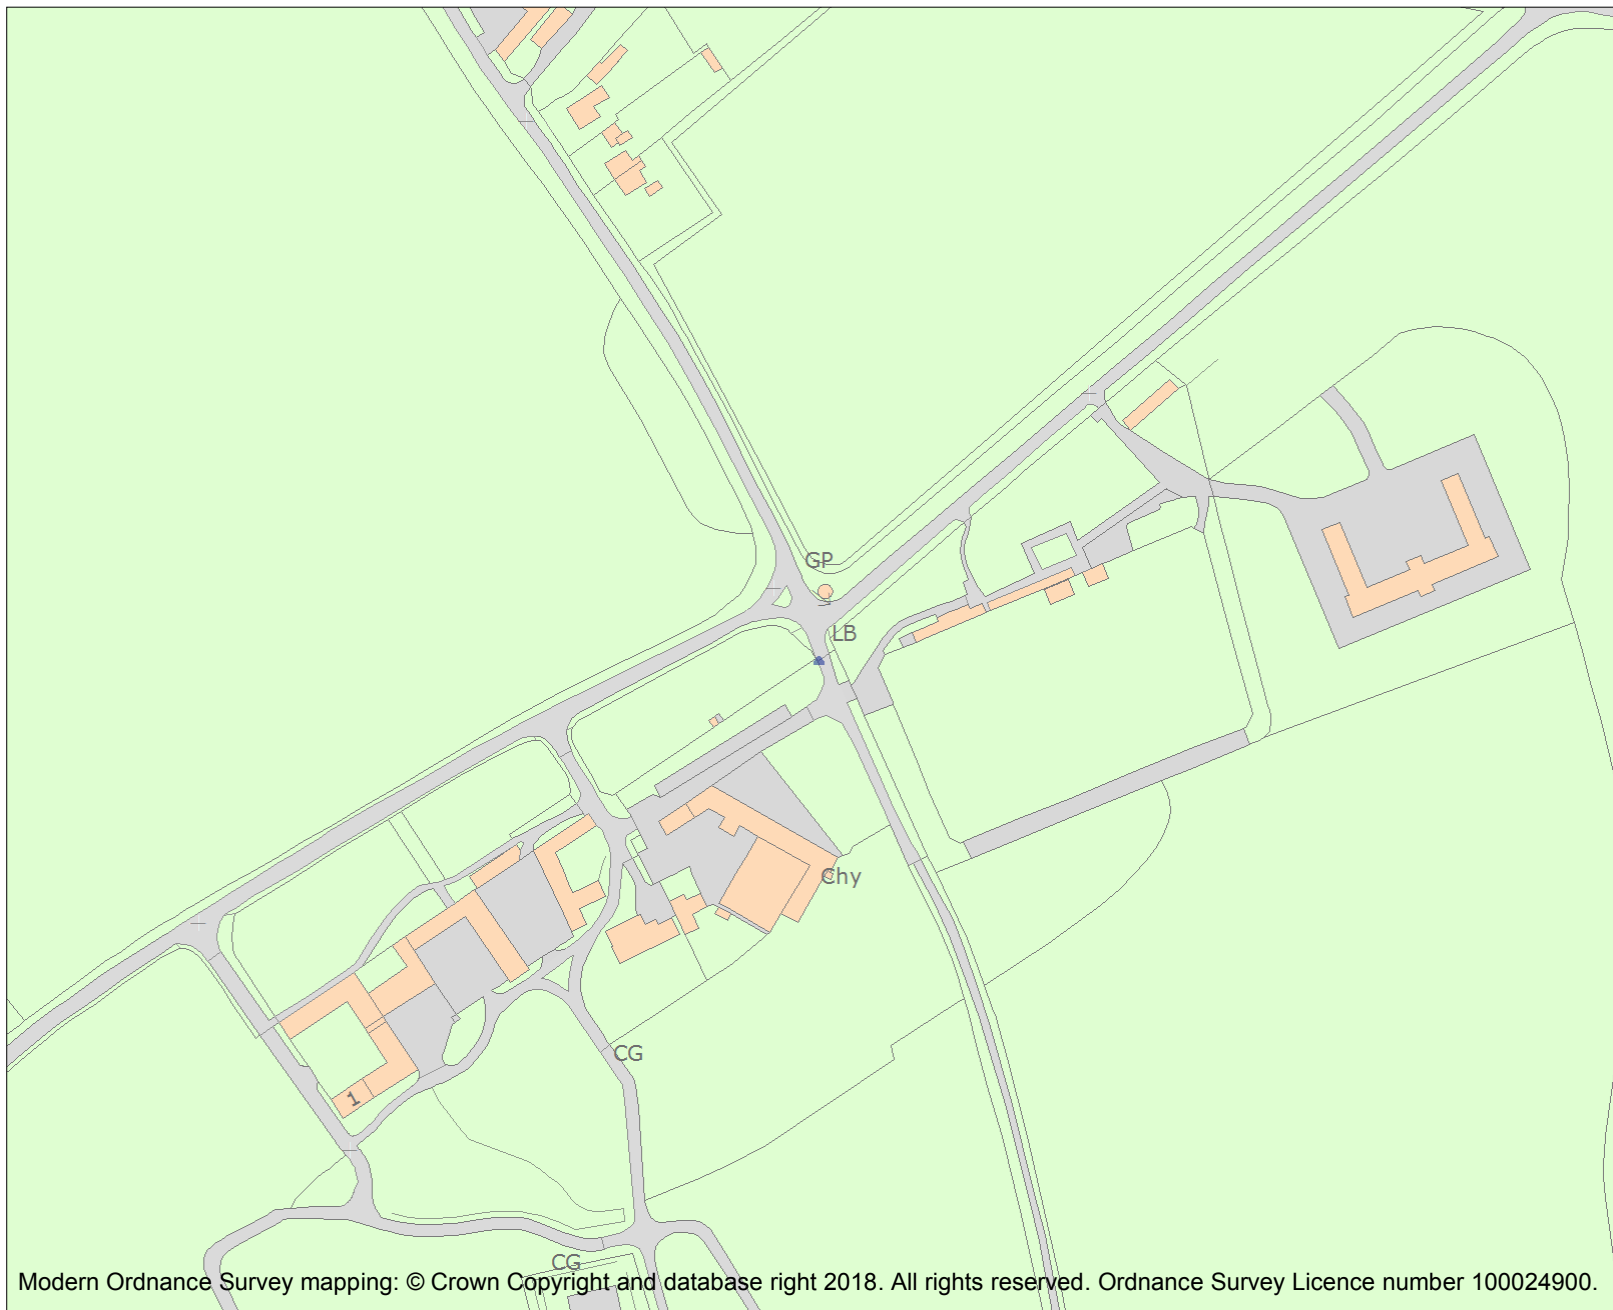 GP
LB
Chy
CG
1
CG
Modern Ordnance Survey mapping: © Crown Copyright and database right 2018. All rights reserved. Ordnance Survey Licence number 100024900.